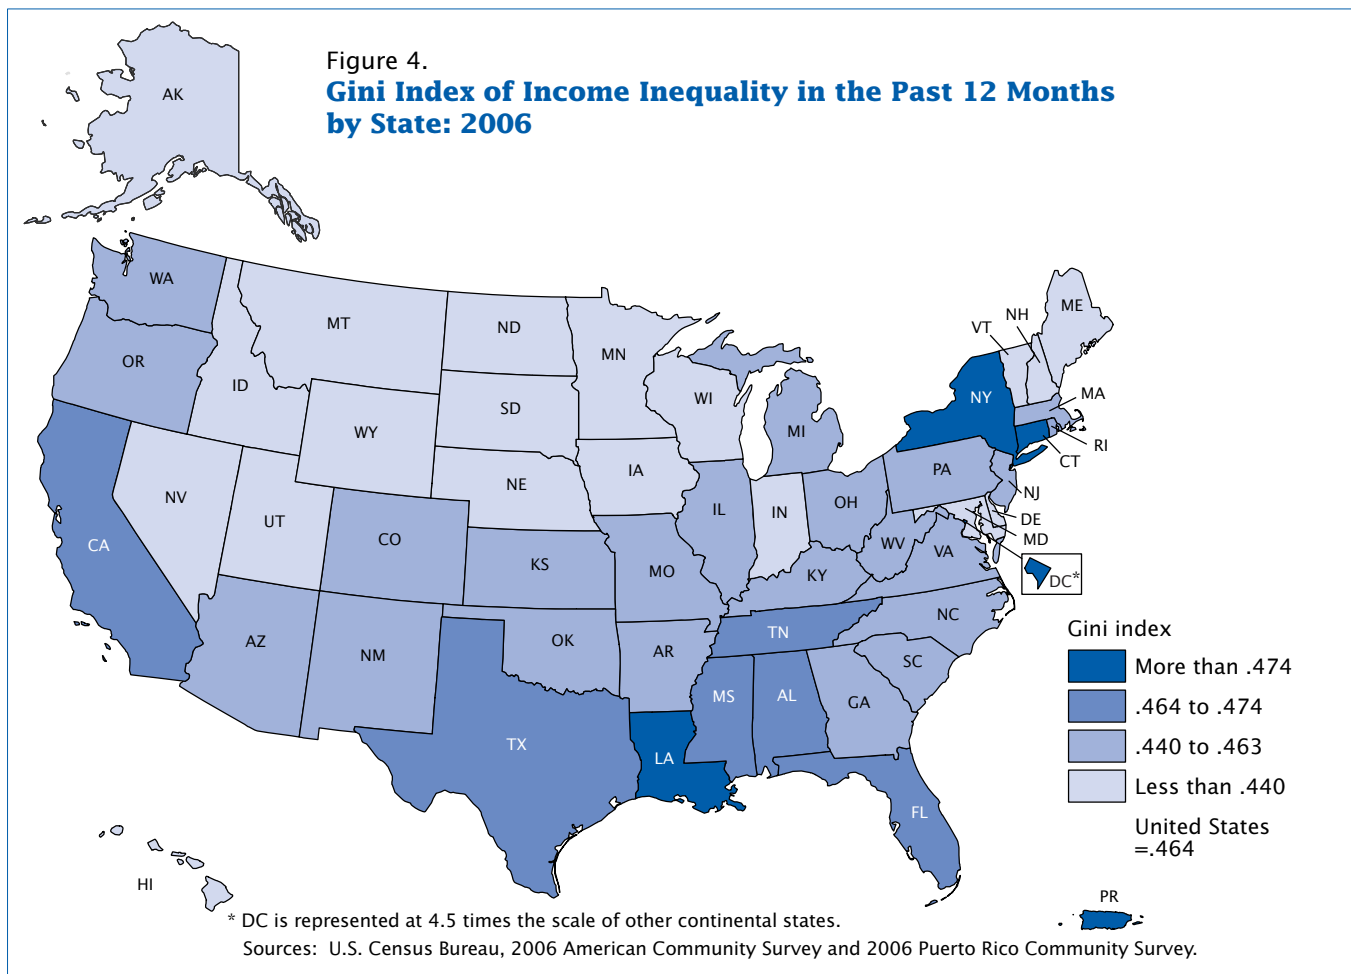 Figure 4.
Gini Index of Income Inequality in the Past 12 Months
by State: 2006
AK
WA
MT
ND
MN
ME
NH
VT
OR
ID
SD
WI
NY
MA
WY
MI
RI
CT
IA
PA
NE
NV
UT
IL
IN
OH
NJ
DE
MD
CA
CO
KS
MO
WV
VA
KY
DC*
AZ
NM
OK
AR
TN
NC
SC
MS
AL
GA
TX
LA
FL
HI
Gini index
More than .474
.464 to .474
.440 to .463
Less than .440
United States
=.464
PR
* DC is represented at 4.5 times the scale of other continental states.
Sources: U.S. Census Bureau, 2006 American Community Survey and 2006 Puerto Rico Community Survey.